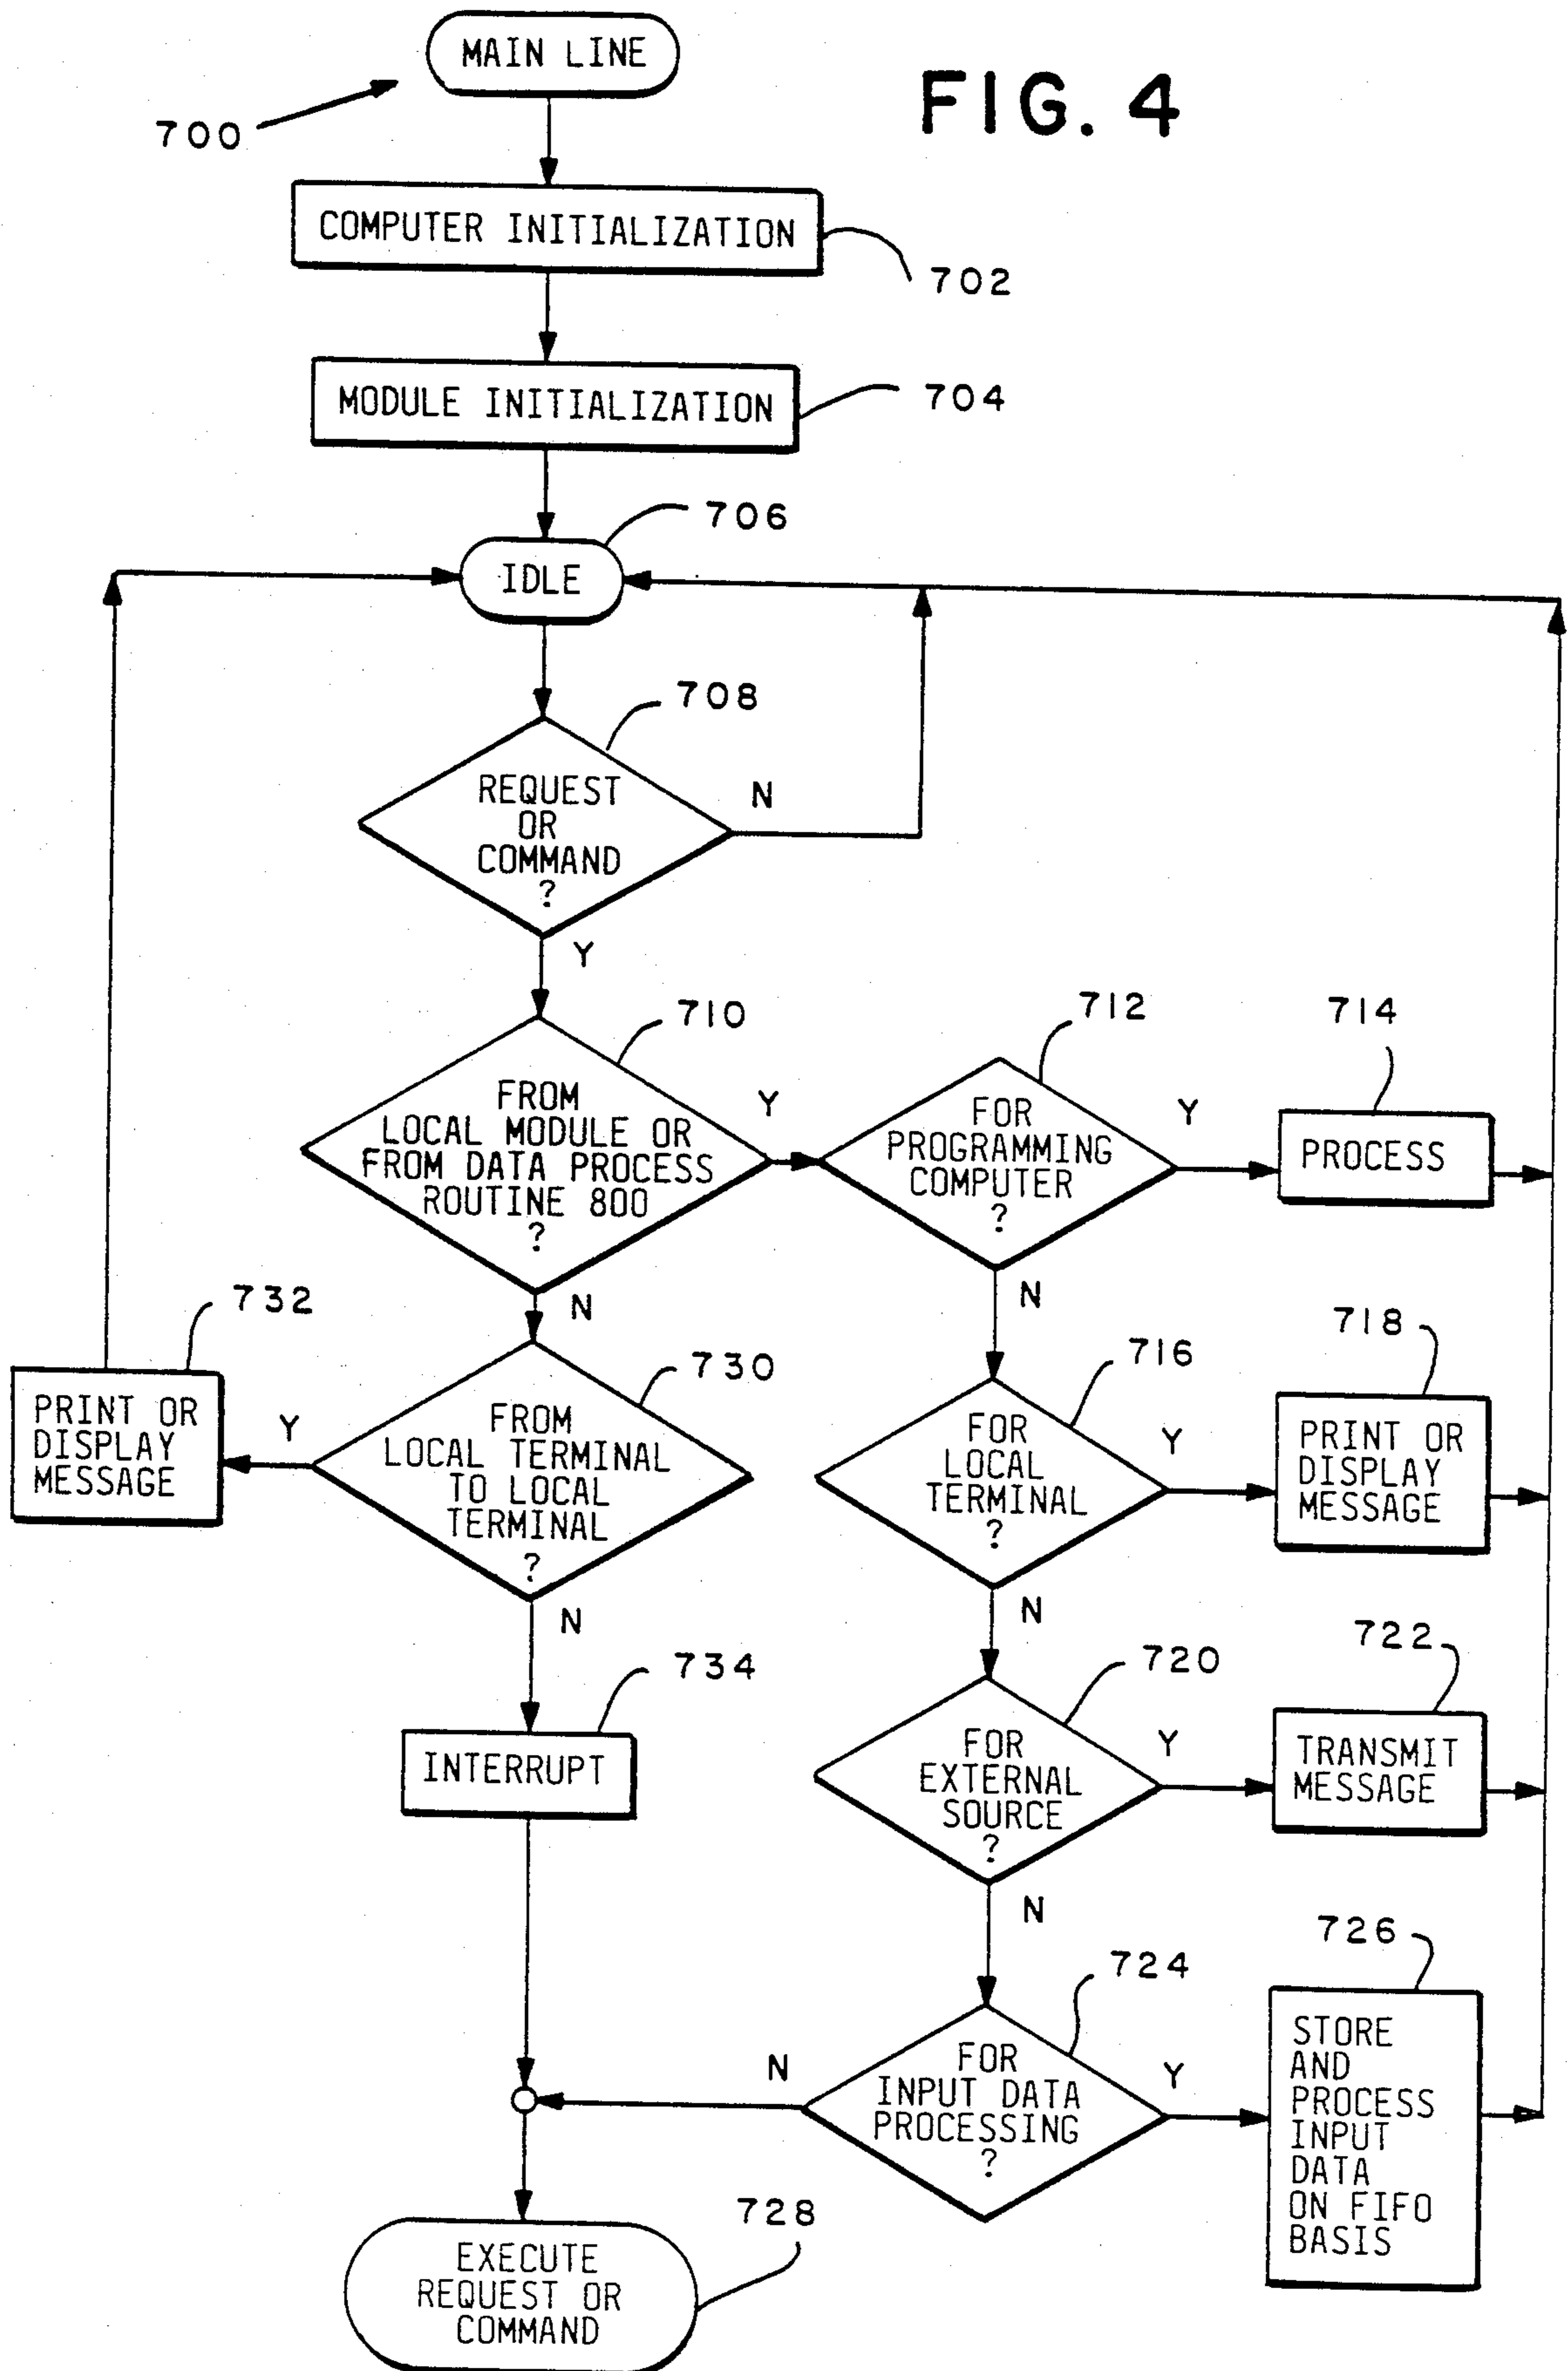 MAIN LINE
FIG. 4
700
COMPUTER INITIALIZATION
702
MODULE INITIALIZATION
704
706
IDLE
708
REQUEST
OR
COMMAND
?
N
Y
710
FROM
LOCAL MODULE OR
FROM DATA PROCESS
ROUTINE 800
?
Y
N
712
FOR
PROGRAMMING
COMPUTER
?
Y
N
714
PROCESS
732
PRINT OR
DISPLAY
MESSAGE
Y
730
FROM
LOCAL TERMINAL
TO LOCAL
TERMINAL
?
N
716
FOR
LOCAL
TERMINAL
?
Y
N
718
PRINT OR
DISPLAY
MESSAGE
734
INTERRUPT
720
FOR
EXTERNAL
SOURCE
?
Y
N
722
TRANSMIT
MESSAGE
724
FOR
INPUT DATA
PROCESSING
?
N
Y
726
STORE
AND
PROCESS
INPUT
DATA
ON FIFO
BASIS
728
EXECUTE
REQUEST OR
COMMAND